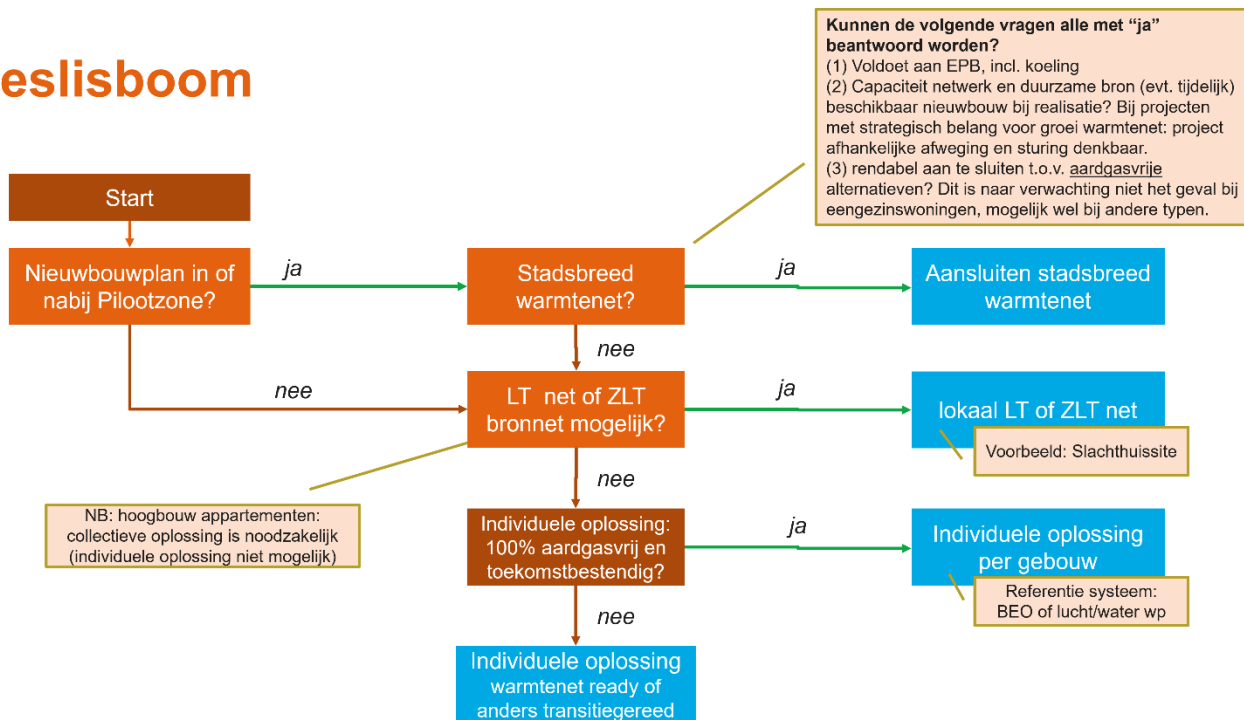 eslisboom
Kunnen de volgende vragen alle met “ja”
beantwoord worden?
(1) Voldoet aan EPB, incl. koeling
(2) Capaciteit netwerk en duurzame bron (evt. tijdelijk)
beschikbaar nieuwbouw bij realisatie? Bij projecten
met strategisch belang voor groei warmtenet: project
afhankelijke afweging en sturing denkbaar.
(3) rendabel aan te sluiten t.o.v. aardgasvrije
alternatieven? Dit is naar verwachting niet het geval bij
eengezinswoningen, mogelijk wel bij andere typen.
Start
Nieuwbouwplan in of
nabij Pilootzone?
ja
Stadsbreed
warmtenet?
ja
Aansluiten stadsbreed
warmtenet
nee
nee
LT net of ZLT
bronnet mogelijk?
ja
lokaal LT of ZLT net
Voorbeeld: Slachthuissite
nee
NB: hoogbouw appartementen:
collectieve oplossing is noodzakelijk
(individuele oplossing niet mogelijk)
Individuele oplossing:
100% aardgasvrij en
toekomstbestendig?
ja
Individuele oplossing
per gebouw
Referentie systeem:
BEO of lucht/water wp
nee
Individuele oplossing
warmtenet ready of
anders transitiegereed